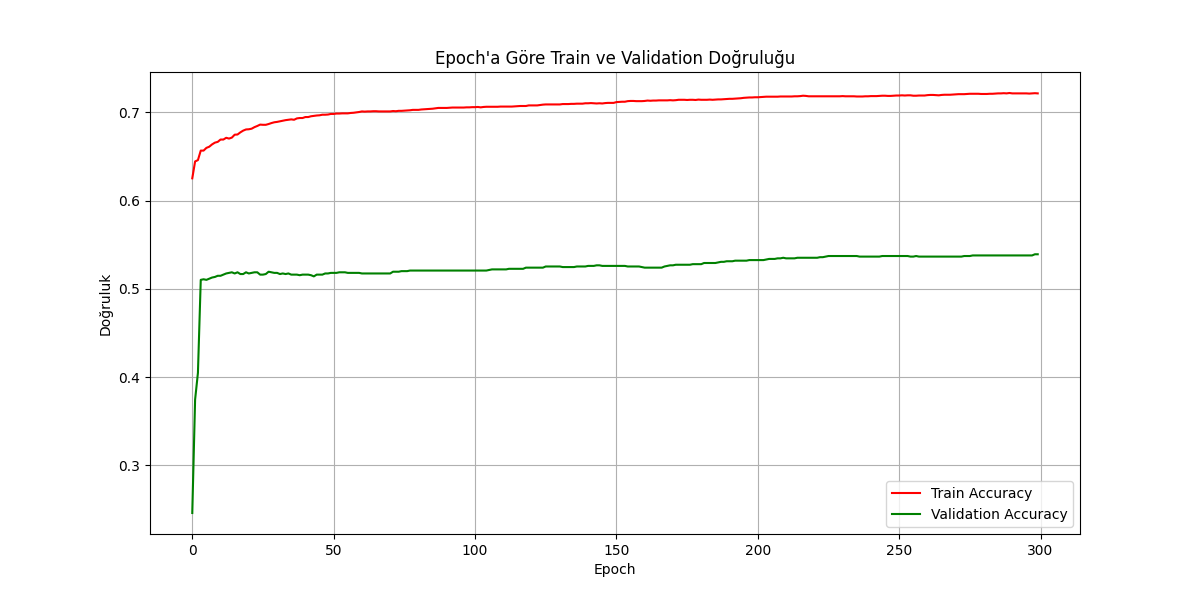 Epoch'a Göre Train ve Validation Doğruluğu
Doğruluk
0.7
0.6
0.5
0.4
0.3
0 50 100 150 200 250 300
Epoch
Train Accuracy
Validation Accuracy